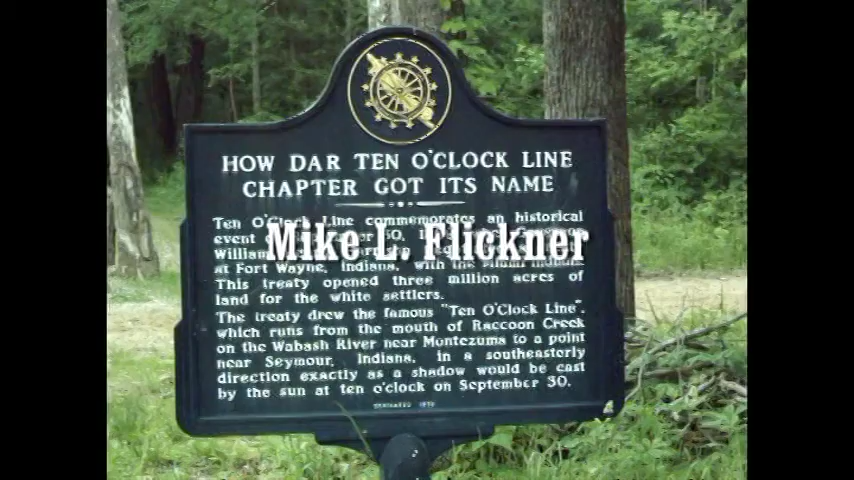 HOW DAR TEN O'CLOCK LINE
CHAPTER GOT ITS NAME
Ten O'Clock Line commemorates an historical
event 30,
Mike L. Flickner
William
at Fort Wayne, Indiana, with the Miami Indians.
This treaty opened three million acres of
land for the white settlers.
The treaty drew the famous "Ten O'Clock Line",
which runs from the mouth of Raccoon Creek
on the Wabash River near Montezuma to a point
near Seymour, Indiana, in a southeasterly
direction exactly as a shadow would be cast
by the sun at ten o'clock on September 30.